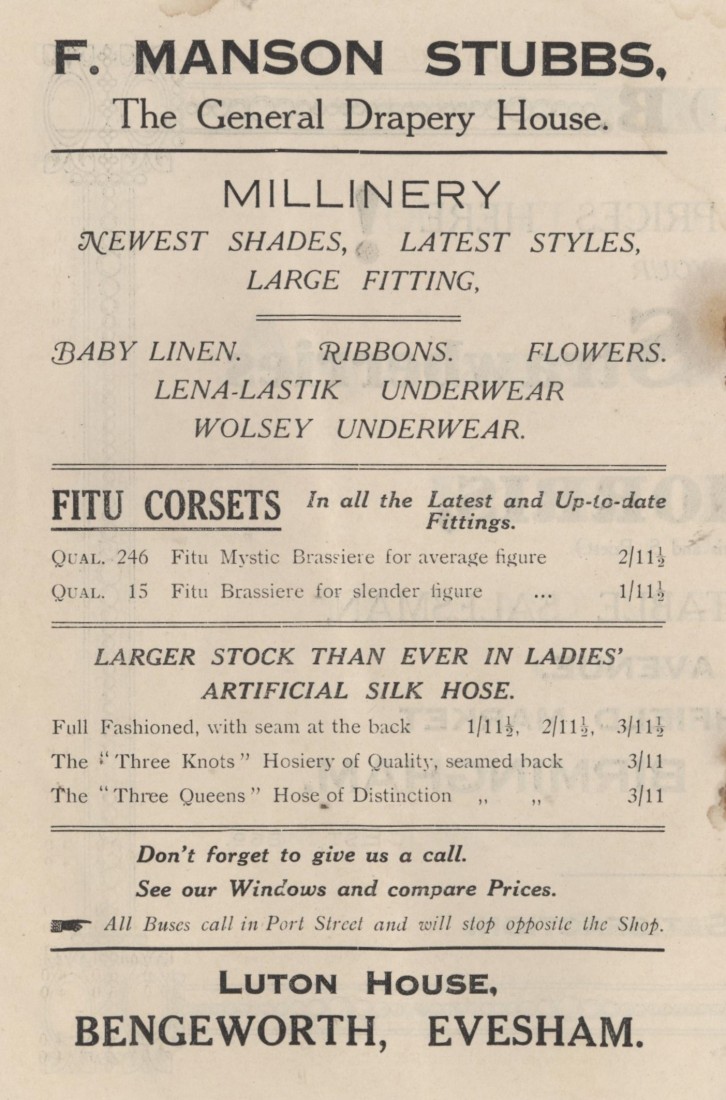 F. MANSON STUBBS,
The General Drapery House.
MILLINERY
NEWEST SHADES, LATEST STYLES,
LARGE FITTING,
BABY LINEN. RIBBONS. FLOWERS.
LENA-LASTIK UNDERWEAR
WOLSEY UNDERWEAR.
FITU CORSETS In all the Latest and Up-to-date
Fittings.
QUAL. 246 Fitu Mystic Brassiere for average figure 2/11½
QUAL. 15 Fitu Brassiere for slender figure ... 1/11½
LARGER STOCK THAN EVER IN LADIES'
ARTIFICIAL SILK HOSE.
Full Fashioned, with seam at the back 1/11½, 2/11½, 3/11½
The "Three Knots" Hosiery of Quality, seamed back 3/11
The "Three Queens" Hose of Distinction ,, ,, 3/11
Don't forget to give us a call.
See our Windows and compare Prices.
All Buses call in Port Street and will stop opposite the Shop.
LUTON HOUSE,
BENGEWORTH, EVESHAM.